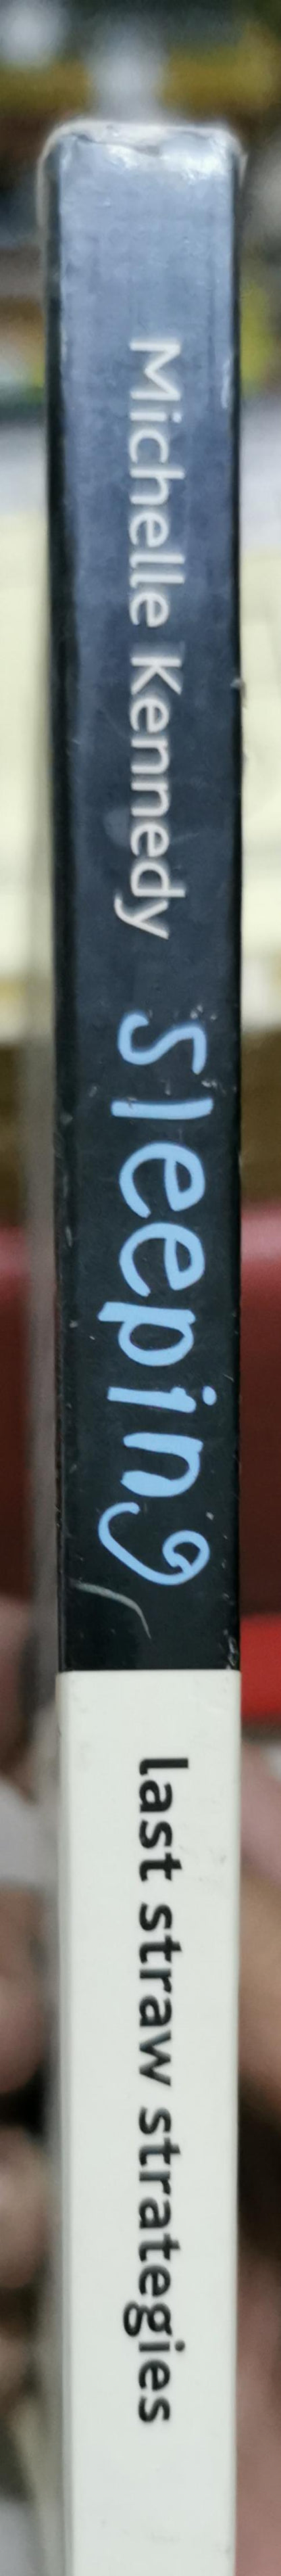 Michelle Kennedy
Sleeping
last straw strategies